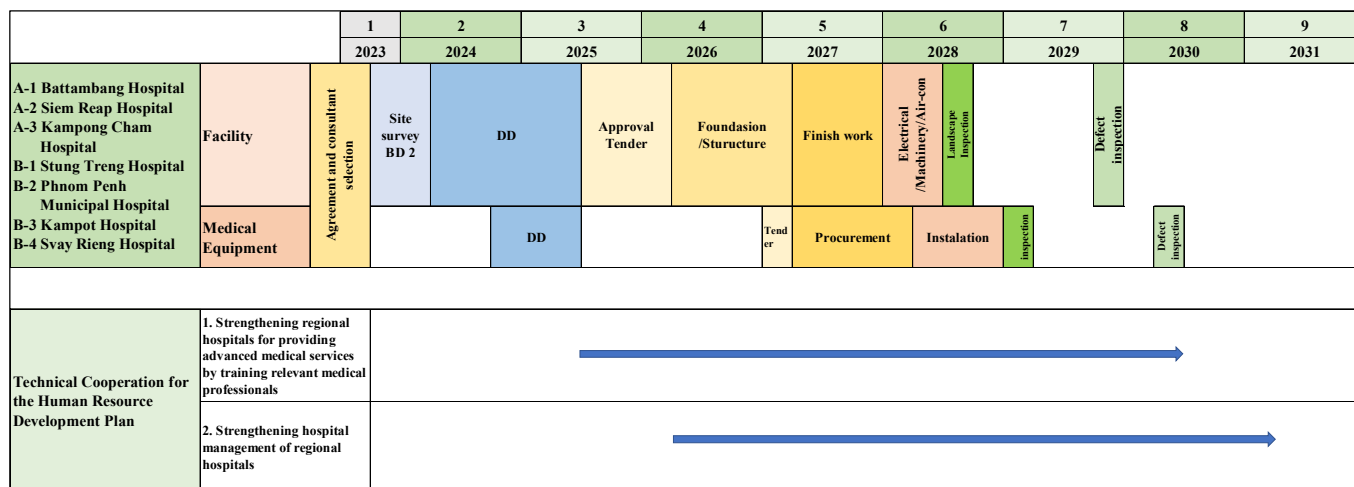 1 2 3 4 5 6 7 8 9
2023 2024 2025 2026 2027 2028 2029 2030 2031
A-1 Battambang Hospital
A-2 Siem Reap Hospital
A-3 Kampong Cham
Hospital
B-1 Stung Treng Hospital
B-2 Phnom Penh
Municipal Hospital
B-3 Kampot Hospital
B-4 Svay Rieng Hospital
Facility
Medical
Equipment
Agreement and consultant
selection
Site
survey
BD 2
DD
Approval
Tender
Foundasion
/Sturucture
Finish work
Electrical
/Machinery/Air-con
Landscape
Inspection
Defect
inspection
DD
Tend
er
Procurement
Instalation
inspection
Defect
inspection
Technical Cooperation for
the Human Resource
Development Plan
1. Strengthening regional
hospitals for providing
advanced medical services
by training relevant medical
professionals
2. Strengthening hospital
management of regional
hospitals